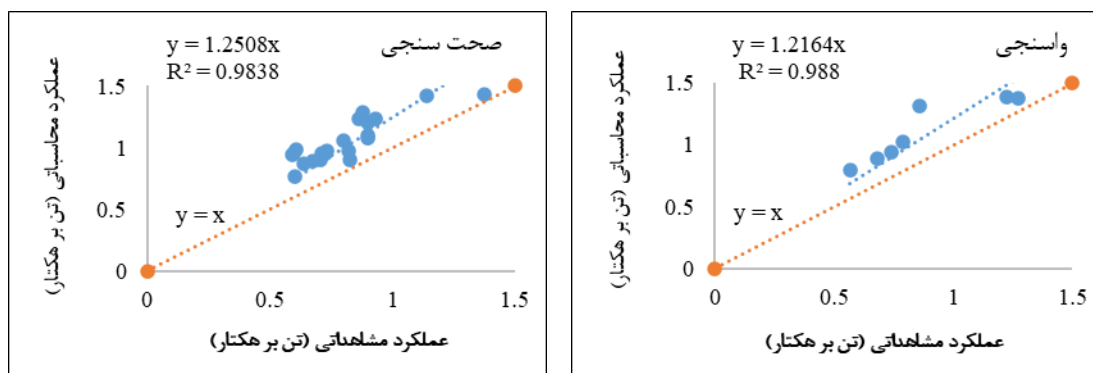 صحت سنجی
y = 1.2508x
R² = 0.9838
عملکرد محاسباتی (تن بر هکتار)
1.5
1
0.5
0
y = x
0 0.5 1 1.5
عملکرد مشاهداتی (تن بر هکتار)
واسنجی
y = 1.2164x
R² = 0.988
عملکرد محاسباتی (تن بر هکتار)
1.5
1
0.5
0
y = x
0 0.5 1 1.5
عملکرد مشاهداتی (تن بر هکتار)